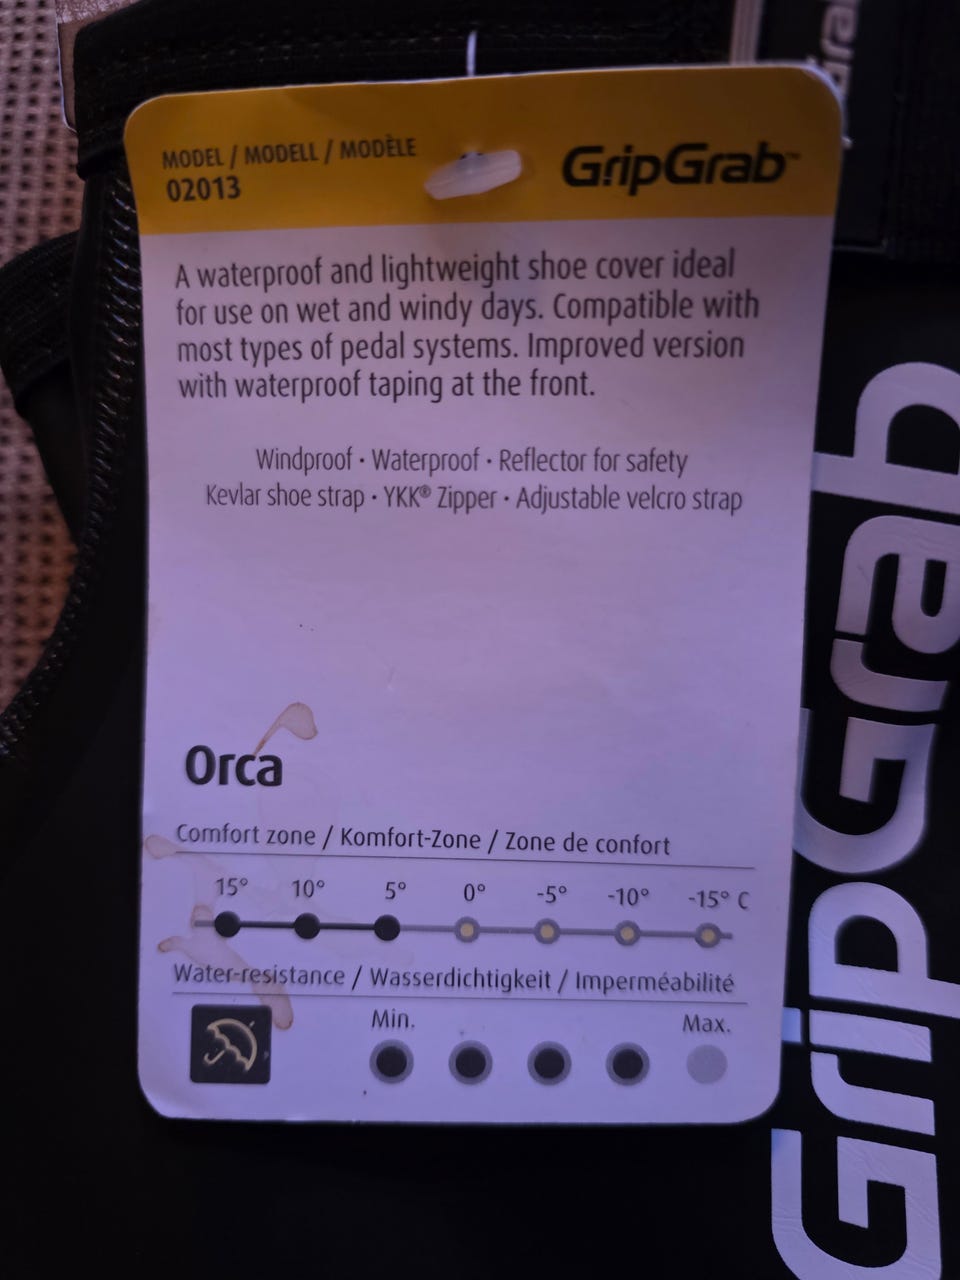 MODEL / MODELL / MODÈLE
02013
GripGrab™
A waterproof and lightweight shoe cover ideal
for use on wet and windy days. Compatible with
most types of pedal systems. Improved version
with waterproof taping at the front.
Windproof · Waterproof · Reflector for safety
Kevlar shoe strap · YKK® Zipper · Adjustable velcro strap
Orca
Comfort zone / Komfort-Zone / Zone de confort
15° 10° 5° 0° -5° -10° -15° C
Water-resistance / Wasserdichtigkeit / Imperméabilité
Min. Max.
GripGrab